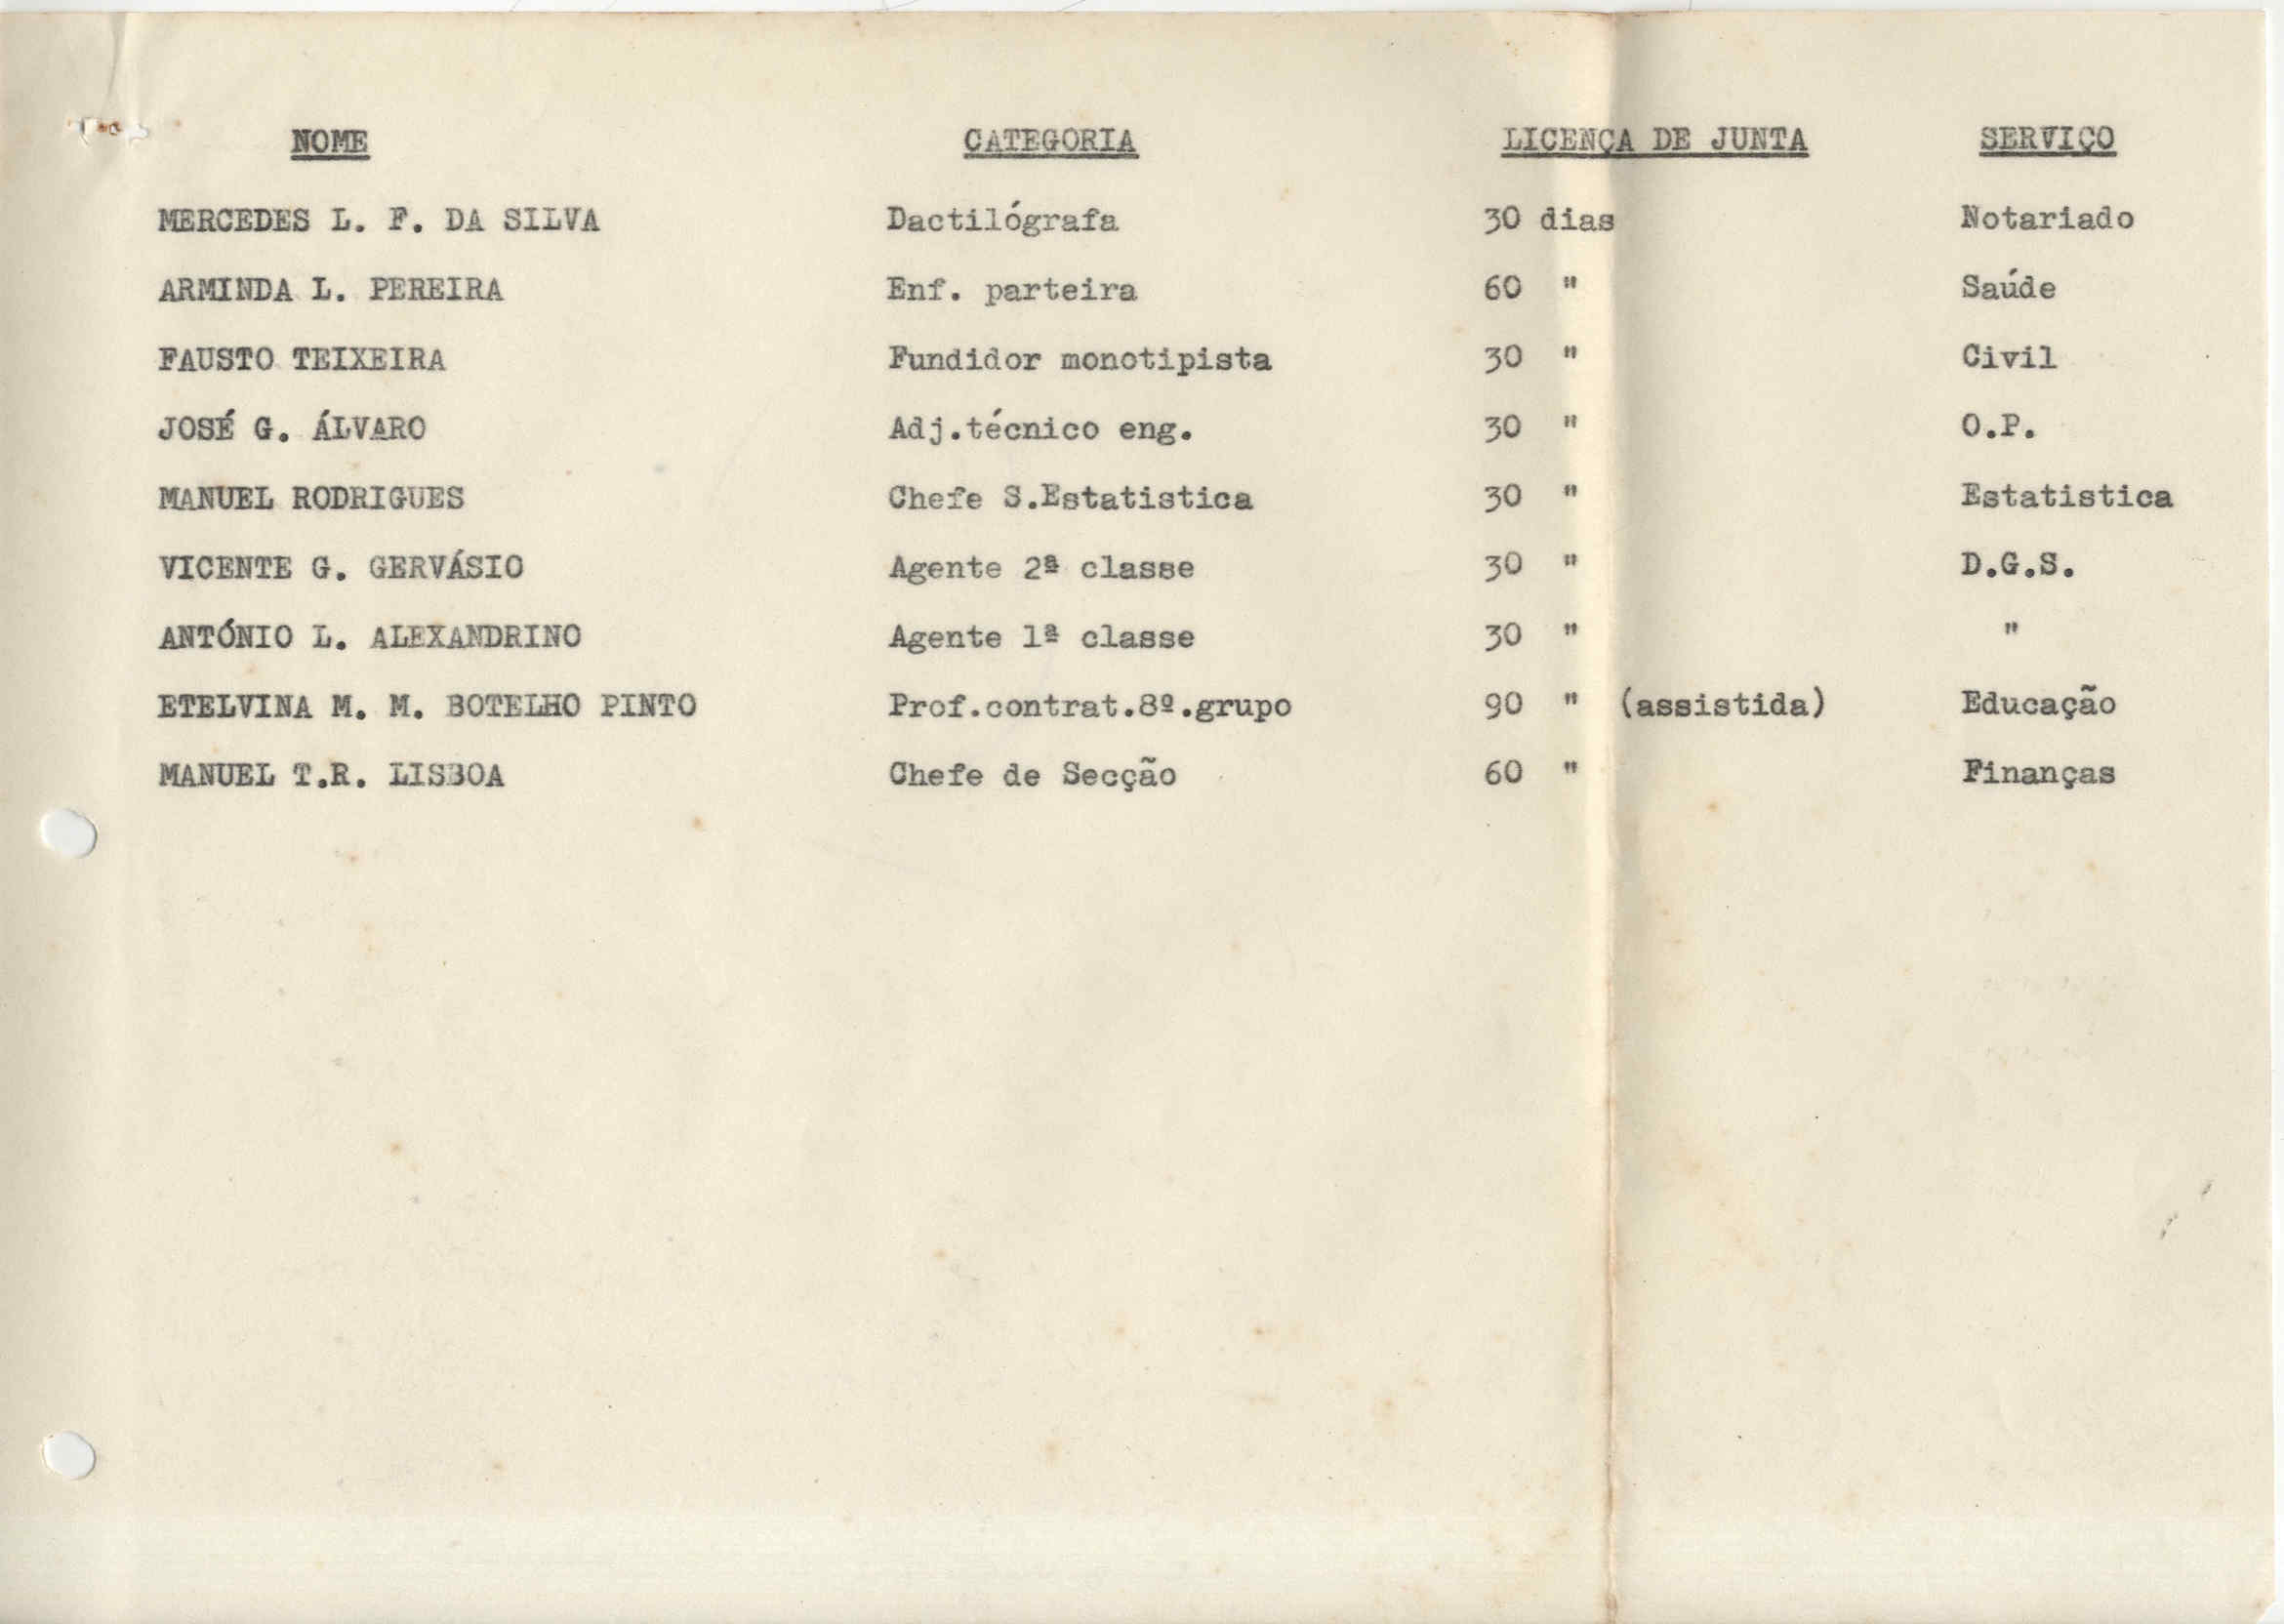 NOME CATEGORIA LICENÇA DE JUNTA SERVIÇO
MERCEDES L. F. DA SILVA Dactilógrafa 30 dias Notariado
ARMINDA L. PEREIRA Enf. parteira 60 " Saúde
FAUSTO TEIXEIRA Fundidor monotipista 30 " Civil
JOSÉ G. ÁLVARO Adj.técnico eng. 30 " O.P.
MANUEL RODRIGUES Chefe S.Estatistica 30 " Estatistica
VICENTE G. GERVÁSIO Agente 2ª classe 30 " D.G.S.
ANTÓNIO L. ALEXANDRINO Agente 1ª classe 30 " "
ETELVINA M. M. BOTELHO PINTO Prof.contrat.8º.grupo 90 " (assistida) Educação
MANUEL T.R. LISBOA Chefe de Secção 60 " Finanças